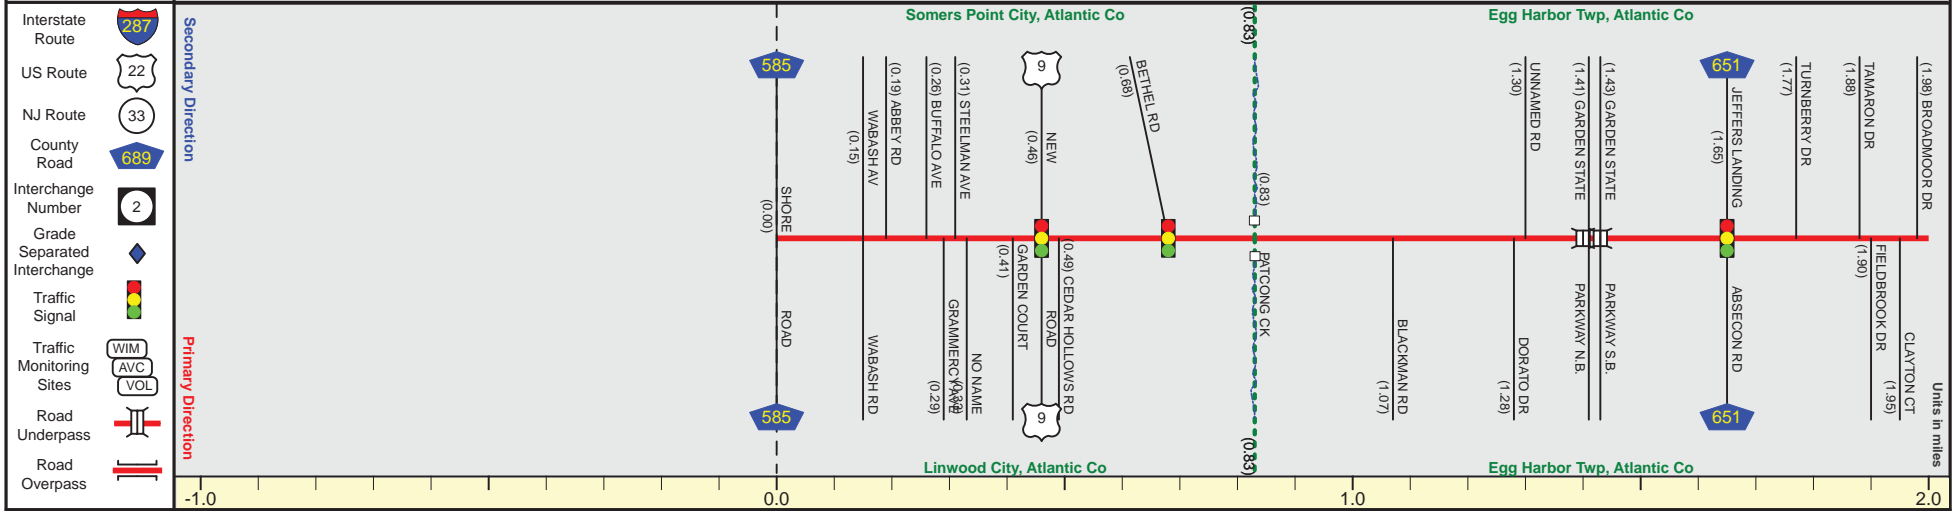 Interstate
Route
287
US Route
22
NJ Route
33
County
Road
689
Interchange
Number
2
Grade
Separated
Interchange
Traffic
Signal
Traffic
Monitoring
Sites
WIM
AVC
VOL
Road
Underpass
Road
Overpass
Secondary Direction
Primary Direction
Somers Point City, Atlantic Co
Egg Harbor Twp, Atlantic Co
585
SHORE
(0.00)
ROAD
585
WABASH AV
(0.15)
WABASH RD
(0.19) ABBEY RD
(0.26) BUFFALO AVE
(0.31) STEELMAN AVE
GRAMMERCY AVE
(0.29)
NO NAME
GARDEN COURT
(0.41)
9
NEW
(0.46)
ROAD
9
(0.49) CEDAR HOLLOWS RD
BETHEL RD
(0.68)
(0.83)
(0.83)
PATCONG CK
(0.83)
BLACKMAN RD
(1.07)
DORATO DR
(1.28)
UNNAMED RD
(1.30)
(1.41) GARDEN STATE
PARKWAY N.B.
(1.43) GARDEN STATE
PARKWAY S.B.
651
JEFFERS LANDING
(1.65)
ABSECON RD
651
TURNBERRY DR
(1.77)
TAMARON DR
(1.88)
FIELDBROOK DR
(1.90)
CLAYTON CT
(1.95)
(1.98) BROADMOOR DR
Units in miles
Linwood City, Atlantic Co
Egg Harbor Twp, Atlantic Co
-1.0
0.0
1.0
2.0